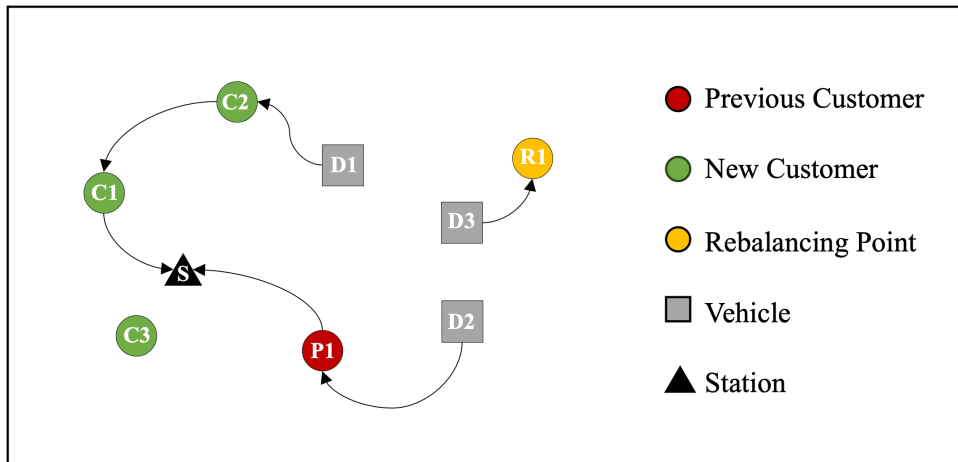 C2
D1
R1
C1
D3
S
C3
P1
D2
Previous Customer
New Customer
Rebalancing Point
Vehicle
Station